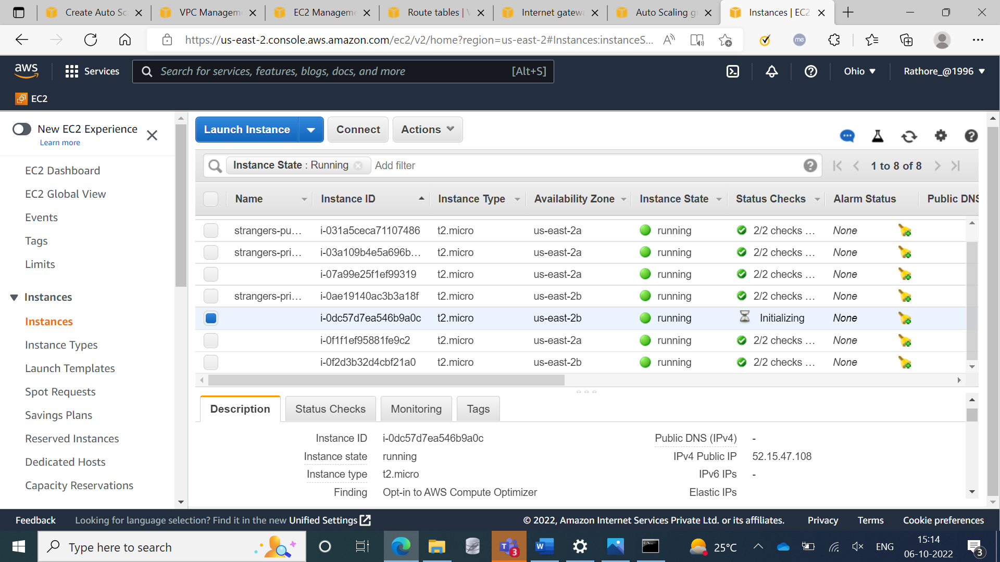 Create Auto Sc
VPC Managem
EC2 Manageme
Route tables | V
Internet gatewa
Auto Scaling gr
Instances | EC2
https://us-east-2.console.aws.amazon.com/ec2/v2/home?region=us-east-2#Instances:instanceS...
me
aws
Services
Search for services, features, blogs, docs, and more [Alt+S]
Ohio
Rathore_@1996
EC2
New EC2 Experience
Learn more
EC2 Dashboard
EC2 Global View
Events
Tags
Limits
Instances
Instances
Instance Types
Launch Templates
Spot Requests
Savings Plans
Reserved Instances
Dedicated Hosts
Capacity Reservations
Launch Instance
Connect
Actions
Instance State : Running
Add filter
1 to 8 of 8
Name Instance ID Instance Type Availability Zone Instance State Status Checks Alarm Status Public DNS
strangers-pu... i-031a5ceca71107486 t2.micro us-east-2a running 2/2 checks ... None
strangers-pri... i-03a109b4e5a696b... t2.micro us-east-2a running 2/2 checks ... None
i-07a99e25f1ef99319 t2.micro us-east-2a running 2/2 checks ... None
strangers-pri... i-0ae19140ac3b3a18f t2.micro us-east-2b running 2/2 checks ... None
i-0dc57d7ea546b9a0c t2.micro us-east-2b running Initializing None
i-0f1f1ef95881fe9c2 t2.micro us-east-2a running 2/2 checks ... None
i-0f2d3b32d4cbf21a0 t2.micro us-east-2b running 2/2 checks ... None
Description Status Checks Monitoring Tags
Instance ID i-0dc57d7ea546b9a0c
Instance state running
Instance type t2.micro
Finding Opt-in to AWS Compute Optimizer
Public DNS (IPv4) -
IPv4 Public IP 52.15.47.108
IPv6 IPs -
Elastic IPs
Feedback
Looking for language selection? Find it in the new Unified Settings
© 2022, Amazon Internet Services Private Ltd. or its affiliates.
Privacy Terms Cookie preferences
Type here to search
3
25°C
ENG
15:14
06-10-2022
3